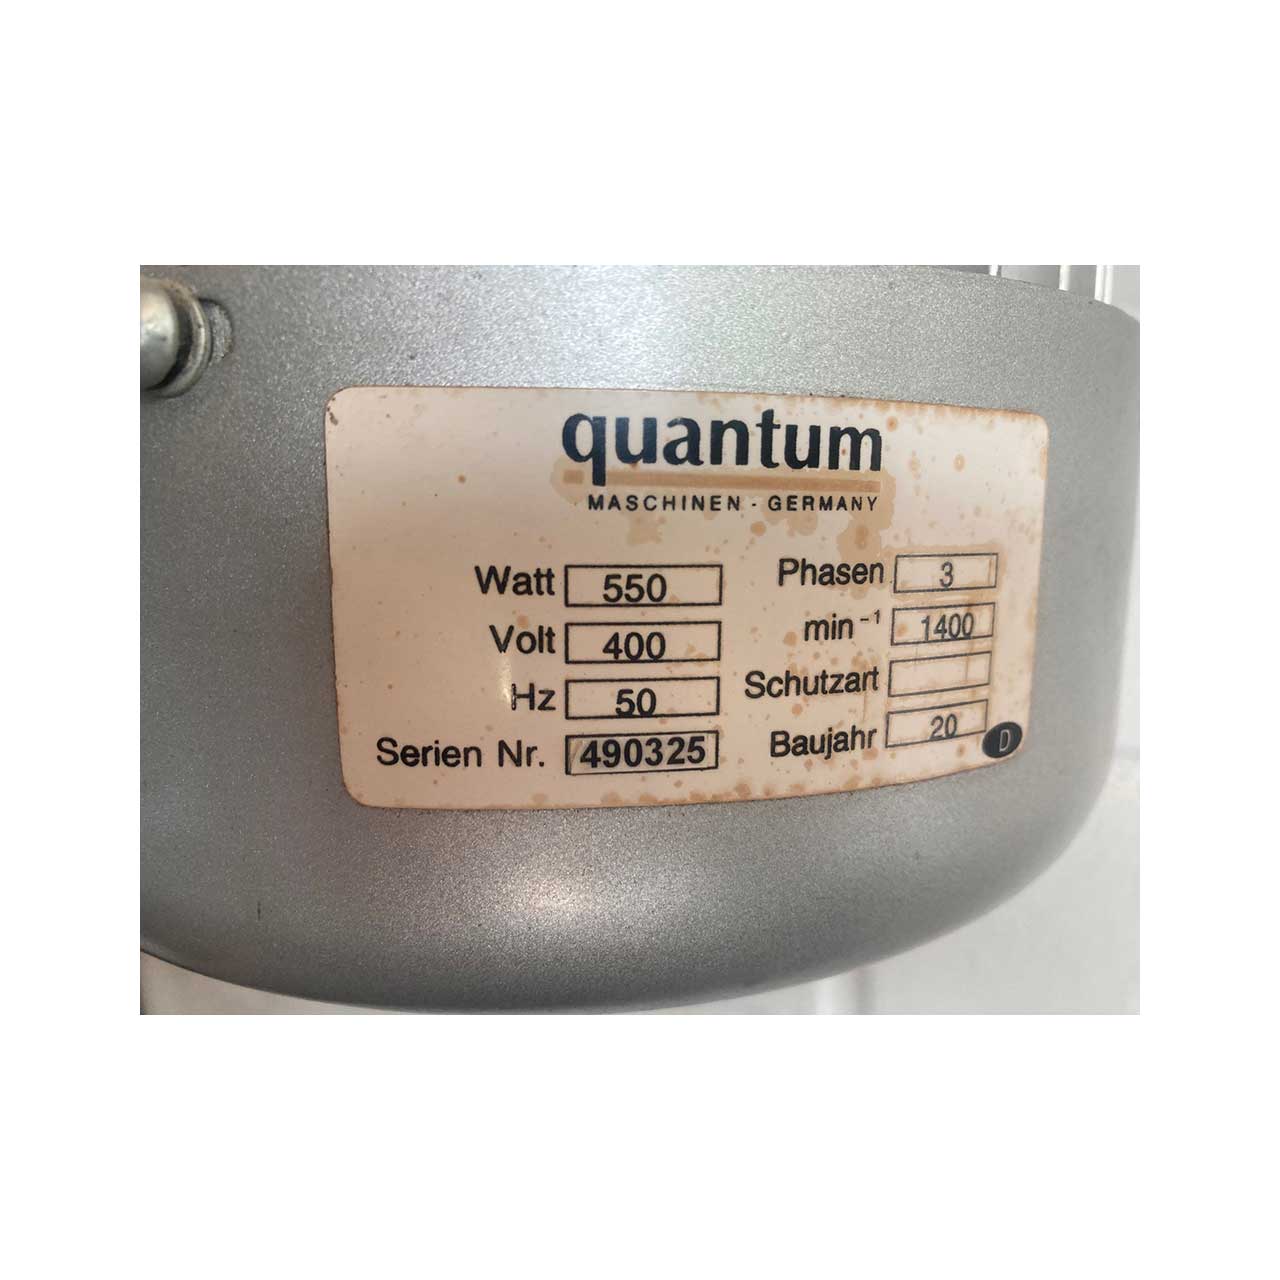 quantum
MASCHINEN - GERMANY
Watt 550
Volt 400
Hz 50
Serien Nr. 490325
Phasen 3
min⁻¹ 1400
Schutzart
Baujahr 20
D